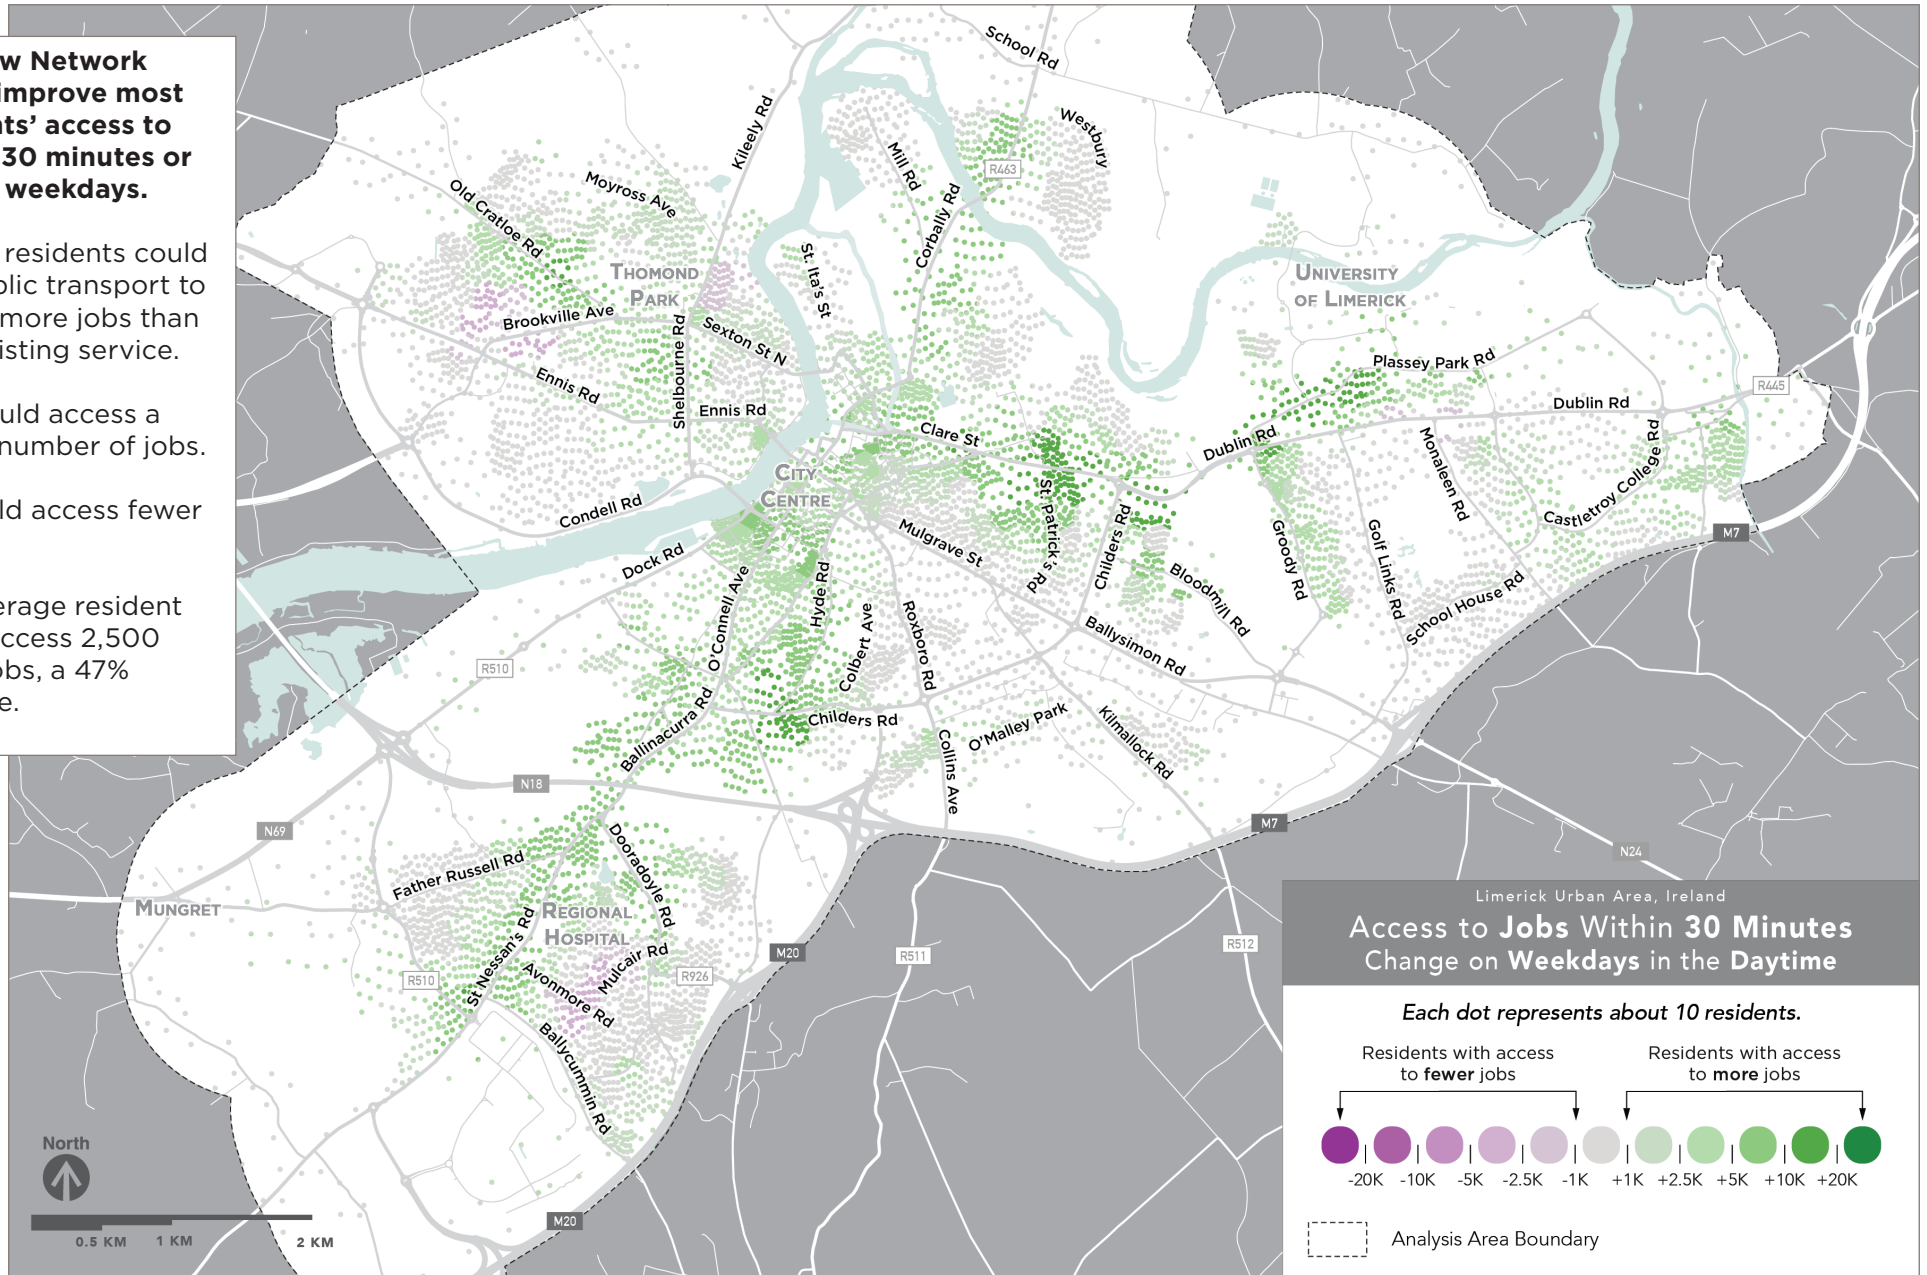 w Network
improve most
nts' access to
30 minutes or
weekdays.
residents could
blic transport to
more jobs than
isting service.
uld access a
number of jobs.
ld access fewer
erage resident
ccess 2,500
obs, a 47%
e.
School Rd
Kileely Rd
Westbury
Mill Rd
R463
Moyross Ave
Old Cratloe Rd
Corbally Rd
St. Ita's St
THOMOND
PARK
UNIVERSITY
OF LIMERICK
Brookville Ave
Sexton St N
Shelbourne Rd
Plassey Park Rd
Ennis Rd
R445
Ennis Rd
Dublin Rd
Clare St
Dublin Rd
Monaleen Rd
Castletroy College Rd
CITY
CENTRE
St. Patrick's Rd
Condell Rd
Mulgrave St
Childers Rd
Groody Rd
Golf Links Rd
M7
Dock Rd
Bloodmill Rd
O'Connell Ave
Hyde Rd
Colbert Ave
Roxboro Rd
School House Rd
Ballysimon Rd
R510
Ballinacurra Rd
Childers Rd
O'Malley Park
Kilmallock Rd
Collins Ave
N18
N69
M7
N24
Dooradoyle Rd
Father Russell Rd
MUNGRET
REGIONAL
HOSPITAL
St Nessan's Rd
Mulcair Rd
M20
R511
R512
R510
Avonmore Rd
R926
Ballycummin Rd
M20
North
0.5 KM
1 KM
2 KM
Limerick Urban Area, Ireland
Access to Jobs Within 30 Minutes
Change on Weekdays in the Daytime
Each dot represents about 10 residents.
Residents with access
to fewer jobs
Residents with access
to more jobs
-20K -10K -5K -2.5K -1K +1K +2.5K +5K +10K +20K
Analysis Area Boundary